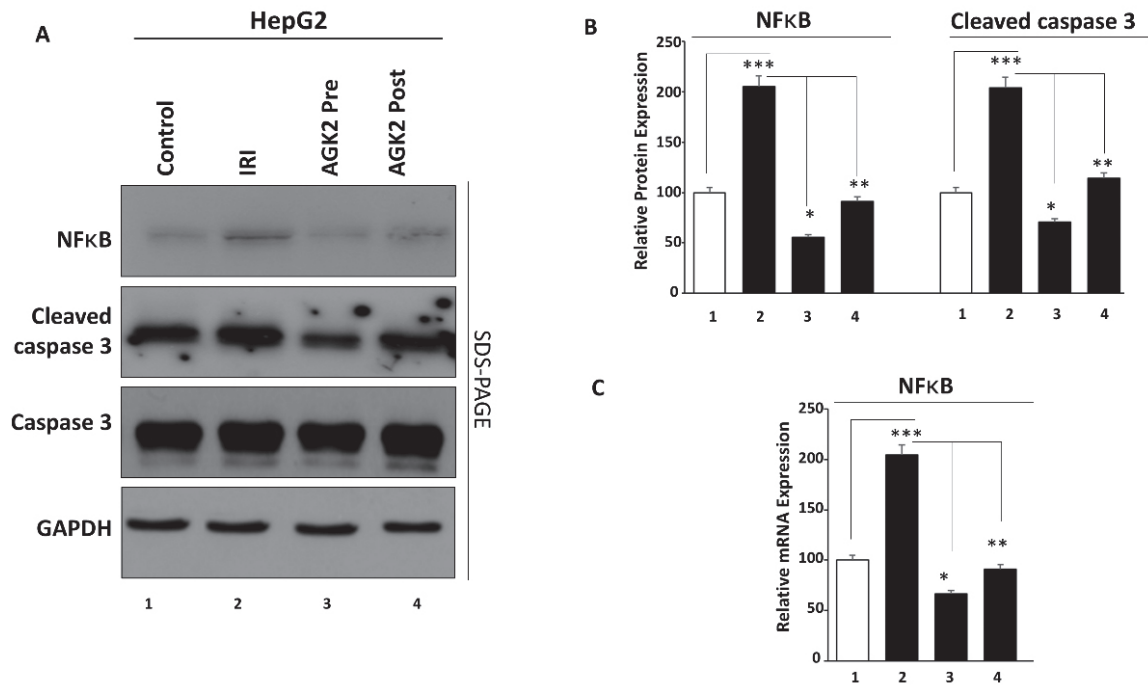 A
HepG2
Control
IRI
AGK2 Pre
AGK2 Post
NFκB
Cleaved
caspase 3
Caspase 3
GAPDH
SDS-PAGE
1 2 3 4
B
NFκB
Cleaved caspase 3
Relative Protein Expression
250
200
150
100
50
0
***
*
**
***
*
**
1 2 3 4 1 2 3 4
C
NFκB
Relative mRNA Expression
250
200
150
100
50
0
***
*
**
1 2 3 4